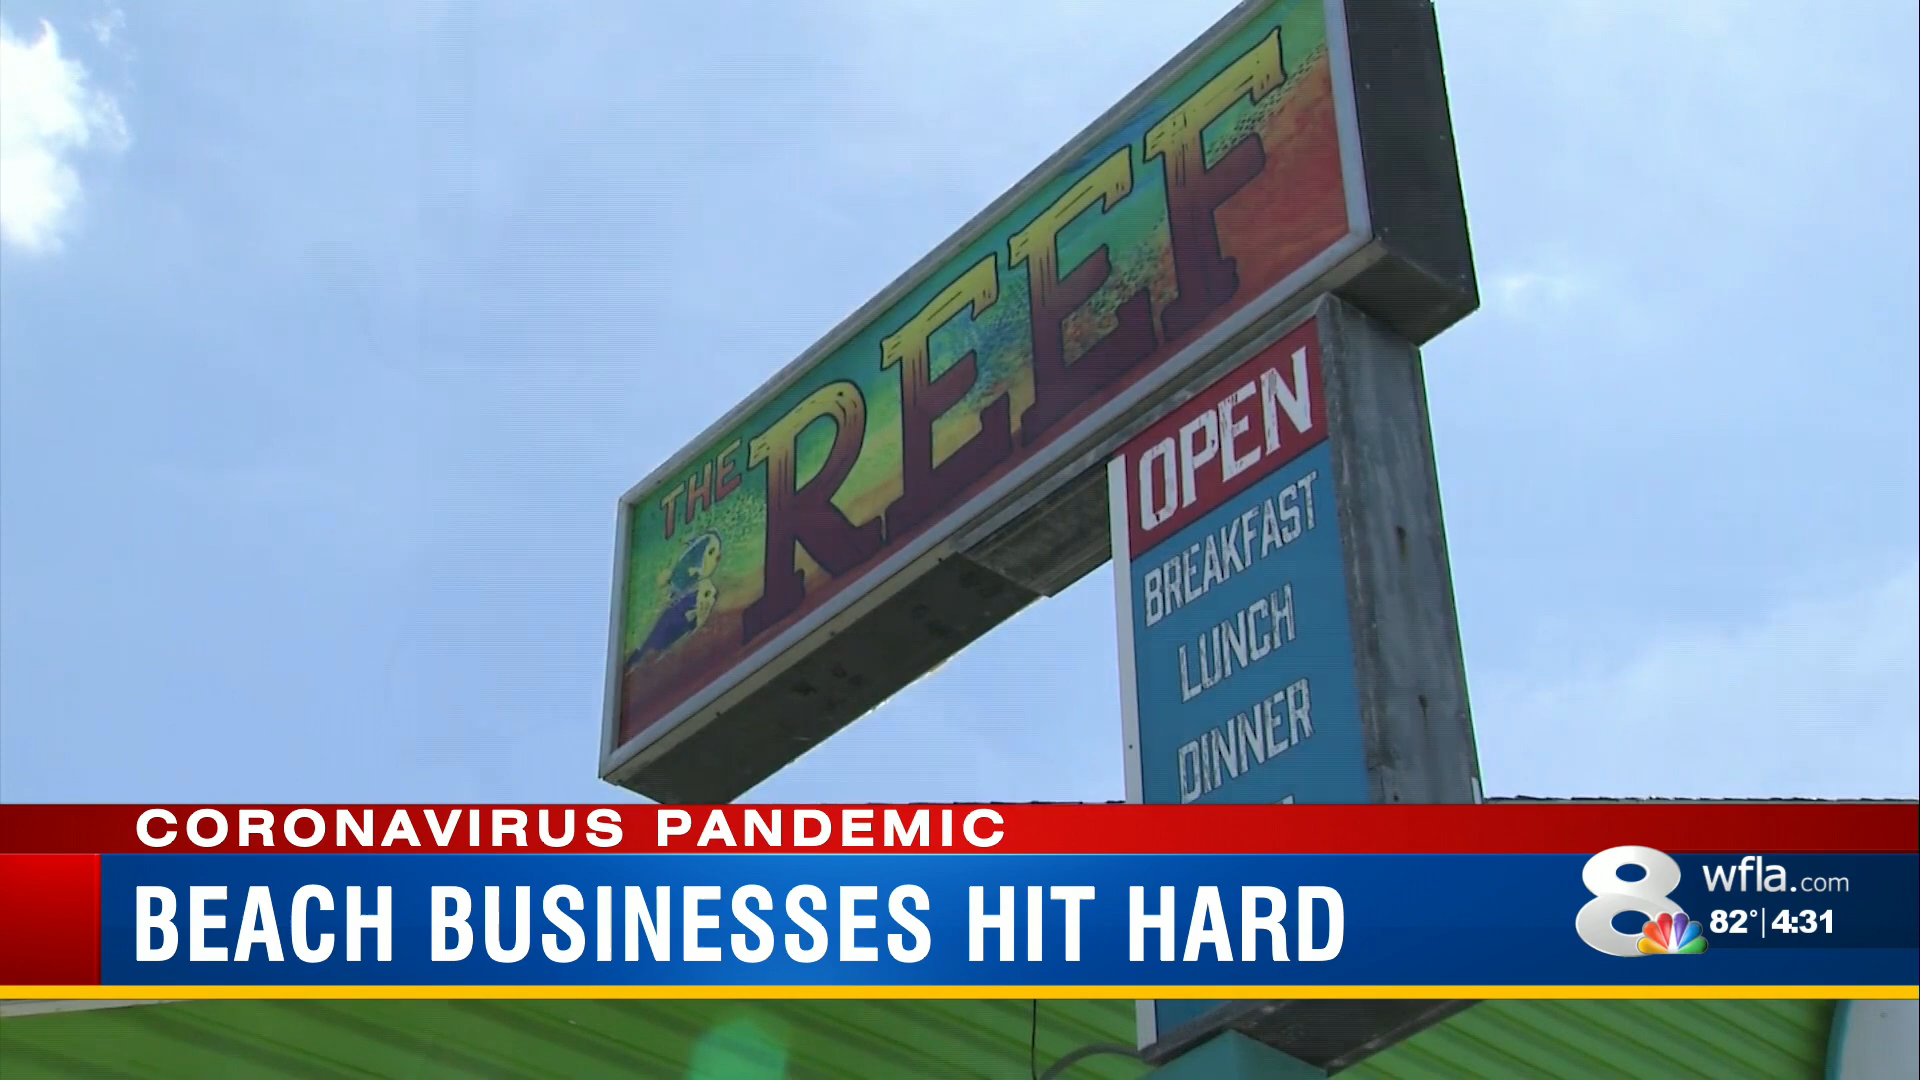 THE REEF
OPEN
BREAKFAST
LUNCH
DINNER
CORONAVIRUS PANDEMIC
BEACH BUSINESSES HIT HARD
8 wfla.com
82° 4:31